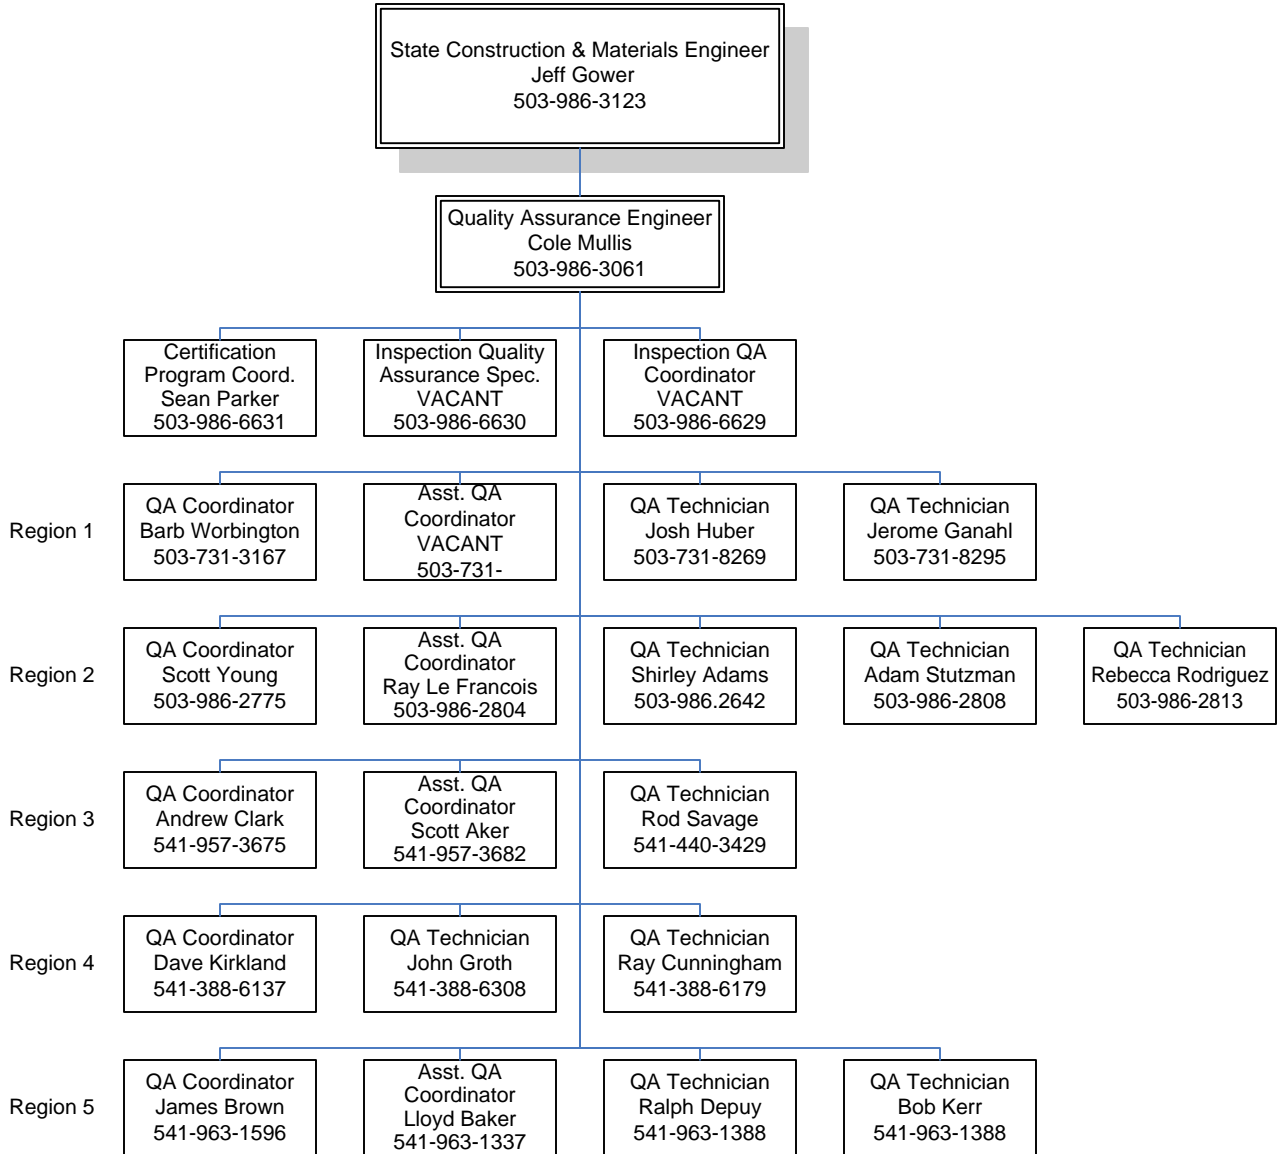 State Construction & Materials Engineer
Jeff Gower
503-986-3123
Quality Assurance Engineer
Cole Mullis
503-986-3061
Certification
Program Coord.
Sean Parker
503-986-6631
Inspection Quality
Assurance Spec.
VACANT
503-986-6630
Inspection QA
Coordinator
VACANT
503-986-6629
Region 1
QA Coordinator
Barb Worbington
503-731-3167
Asst. QA
Coordinator
VACANT
503-731-
QA Technician
Josh Huber
503-731-8269
QA Technician
Jerome Ganahl
503-731-8295
Region 2
QA Coordinator
Scott Young
503-986-2775
Asst. QA
Coordinator
Ray Le Francois
503-986-2804
QA Technician
Shirley Adams
503-986.2642
QA Technician
Adam Stutzman
503-986-2808
QA Technician
Rebecca Rodriguez
503-986-2813
Region 3
QA Coordinator
Andrew Clark
541-957-3675
Asst. QA
Coordinator
Scott Aker
541-957-3682
QA Technician
Rod Savage
541-440-3429
Region 4
QA Coordinator
Dave Kirkland
541-388-6137
QA Technician
John Groth
541-388-6308
QA Technician
Ray Cunningham
541-388-6179
Region 5
QA Coordinator
James Brown
541-963-1596
Asst. QA
Coordinator
Lloyd Baker
541-963-1337
QA Technician
Ralph Depuy
541-963-1388
QA Technician
Bob Kerr
541-963-1388